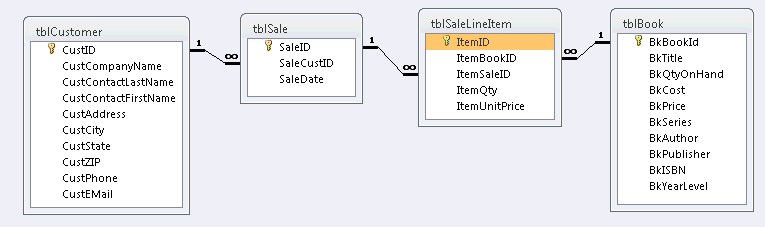 tblCustomer
CustID
CustCompanyName
CustContactLastName
CustContactFirstName
CustAddress
CustCity
CustState
CustZIP
CustPhone
CustEMail
1
∞
tblSale
SaleID
SaleCustID
SaleDate
1
∞
tblSaleLineItem
ItemID
ItemBookID
ItemSaleID
ItemQty
ItemUnitPrice
∞
1
tblBook
BkBookId
BkTitle
BkQtyOnHand
BkCost
BkPrice
BkSeries
BkAuthor
BkPublisher
BkISBN
BkYearLevel